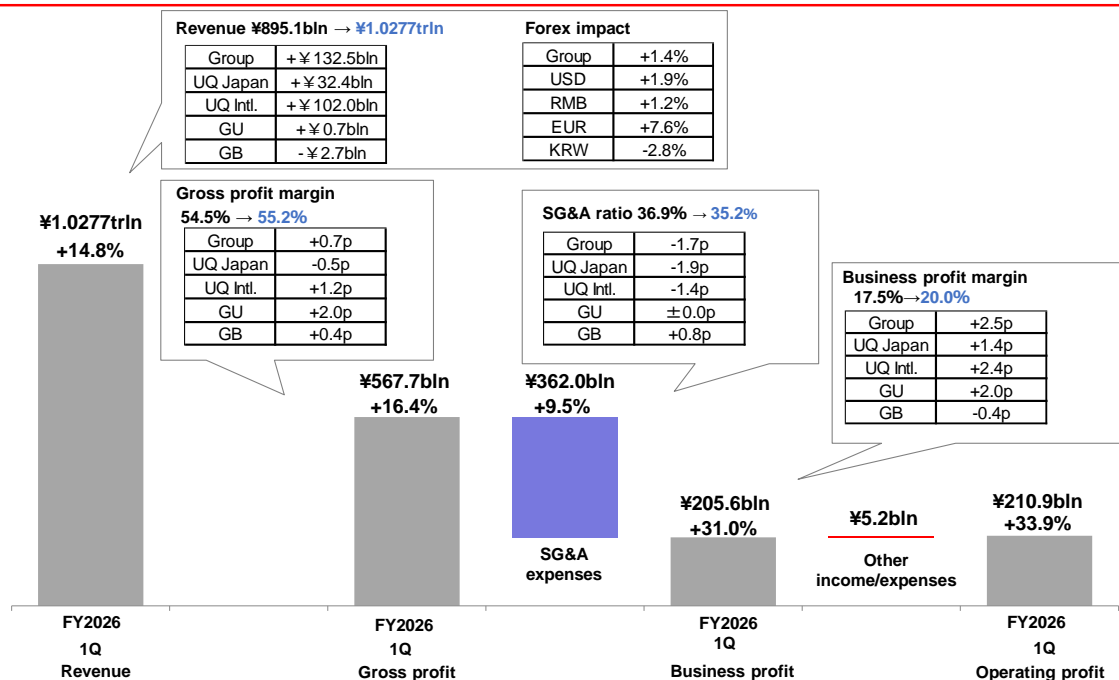 Revenue ¥895.1bln → ¥1.0277trln
Group +¥132.5bln
UQ Japan +¥32.4bln
UQ Intl. +¥102.0bln
GU +¥0.7bln
GB -¥2.7bln
Forex impact
Group +1.4%
USD +1.9%
RMB +1.2%
EUR +7.6%
KRW -2.8%
¥1.0277trln
+14.8%
Gross profit margin
54.5% → 55.2%
Group +0.7p
UQ Japan -0.5p
UQ Intl. +1.2p
GU +2.0p
GB +0.4p
SG&A ratio 36.9% → 35.2%
Group -1.7p
UQ Japan -1.9p
UQ Intl. -1.4p
GU ±0.0p
GB +0.8p
Business profit margin
17.5%→20.0%
Group +2.5p
UQ Japan +1.4p
UQ Intl. +2.4p
GU +2.0p
GB -0.4p
¥567.7bln
+16.4%
¥362.0bln
+9.5%
SG&A
expenses
¥205.6bln
+31.0%
¥5.2bln
Other
income/expenses
¥210.9bln
+33.9%
FY2026
1Q
Revenue
FY2026
1Q
Gross profit
FY2026
1Q
Business profit
FY2026
1Q
Operating profit